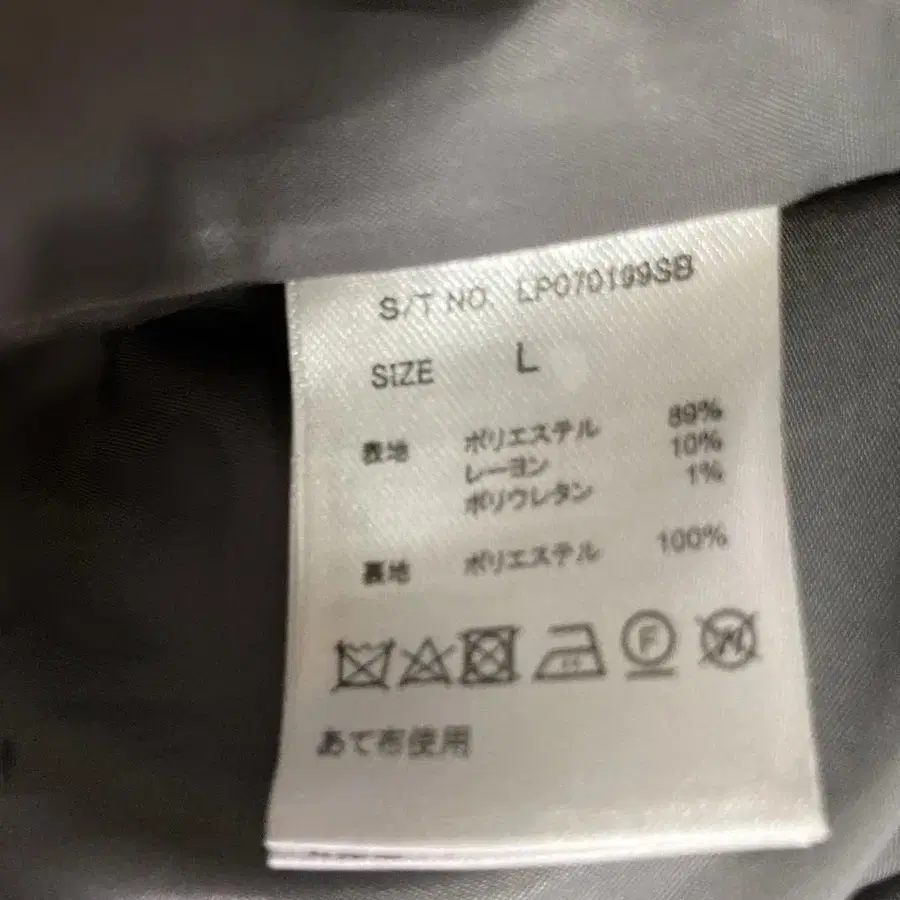 S/T NO. LP070199SB
SIZE L
表地 ポリエステル 89%
レーヨン 10%
ポリウレタン 1%
裏地 ポリエステル 100%
F W
あて布使用